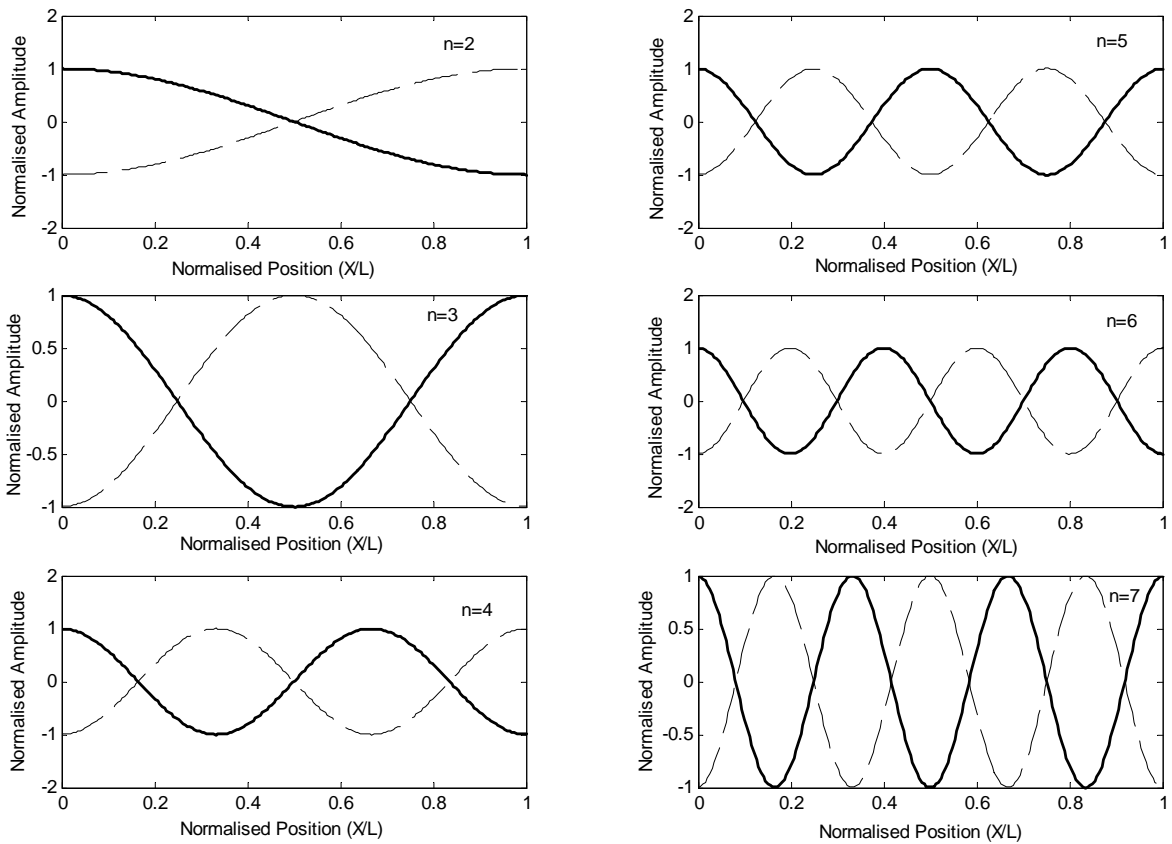 n=2
Normalised Amplitude
2
1
0
-1
-2
0 0.2 0.4 0.6 0.8 1
Normalised Position (X/L)
n=3
Normalised Amplitude
1
0.5
0
-0.5
-1
0 0.2 0.4 0.6 0.8 1
Normalised Position (X/L)
n=4
Normalised Amplitude
2
1
0
-1
-2
0 0.2 0.4 0.6 0.8 1
Normalised Position (X/L)
n=5
Normalised Amplitude
2
1
0
-1
-2
0 0.2 0.4 0.6 0.8 1
Normalised Position (X/L)
n=6
Normalised Amplitude
2
1
0
-1
-2
0 0.2 0.4 0.6 0.8 1
Normalised Position (X/L)
n=7
Normalised Amplitude
1
0.5
0
-0.5
-1
0 0.2 0.4 0.6 0.8 1
Normalised Position (X/L)